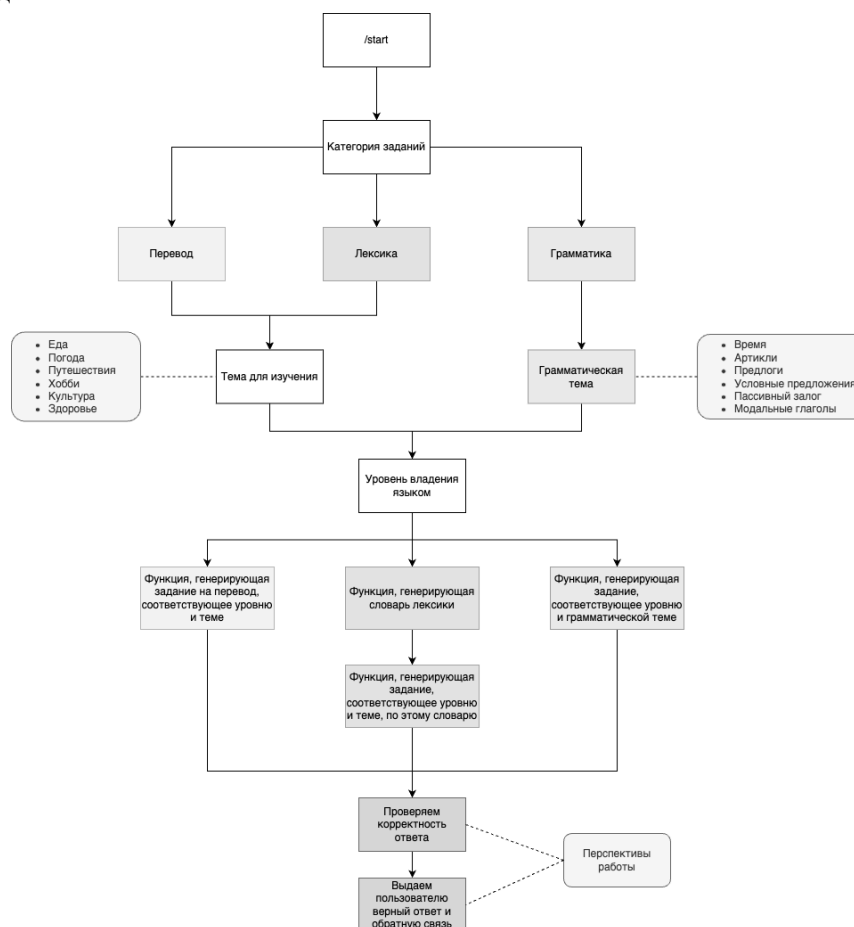 /start
Категория заданий
Перевод
Лексика
Грамматика
Еда
Погода
Путешествия
Хобби
Культура
Здоровье
Тема для изучения
Грамматическая
тема
Время
Артикли
Предлоги
Условные предложения
Пассивный залог
Модальные глаголы
Уровень владения
языком
Функция, генерирующая
задание на перевод,
соответствующее уровню
и теме
Функция, генерирующая
словарь лексики
Функция, генерирующая
задание,
соответствующее уровню
и грамматической теме
Функция, генерирующая
задание,
соответствующее уровню
и теме, по этому словарю
Проверяем
корректность
ответа
Перспективы
работы
Выдаем
пользователю
верный ответ и
обратную связь